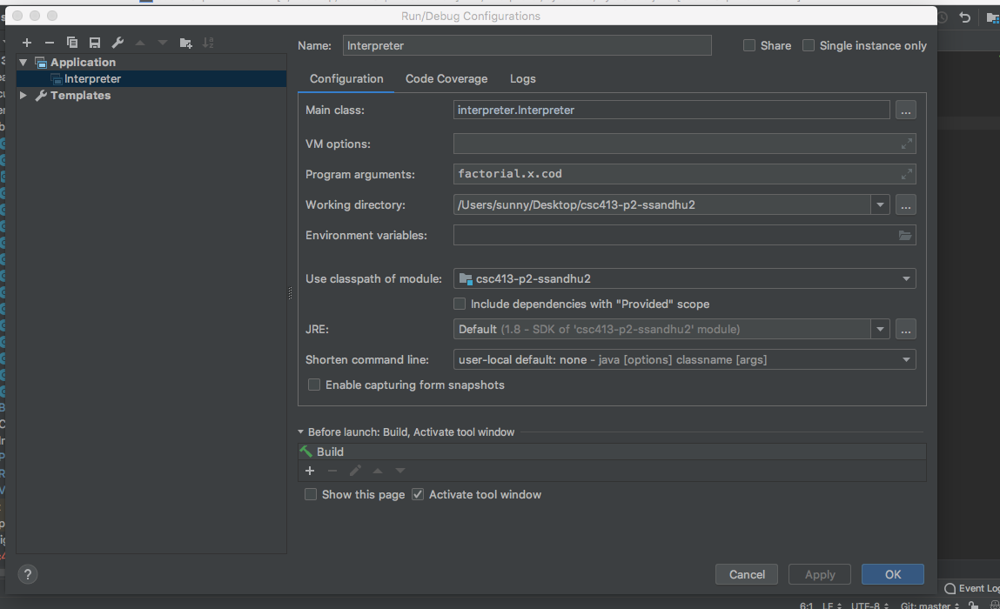 Run/Debug Configurations
Name: Interpreter Share Single instance only
Application
Interpreter
Templates
Configuration Code Coverage Logs
Main class: interpreter.Interpreter ...
VM options:
Program arguments: factorial.x.cod
Working directory: /Users/sunny/Desktop/csc413-p2-ssandhu2 ...
Environment variables:
Use classpath of module: csc413-p2-ssandhu2
Include dependencies with "Provided" scope
JRE: Default (1.8 - SDK of 'csc413-p2-ssandhu2' module) ...
Shorten command line: user-local default: none - java [options] classname [args]
Enable capturing form snapshots
Before launch: Build, Activate tool window
Build
Show this page Activate tool window
? Cancel Apply OK
Event Log
6:1 LF UTF-8 Git: master